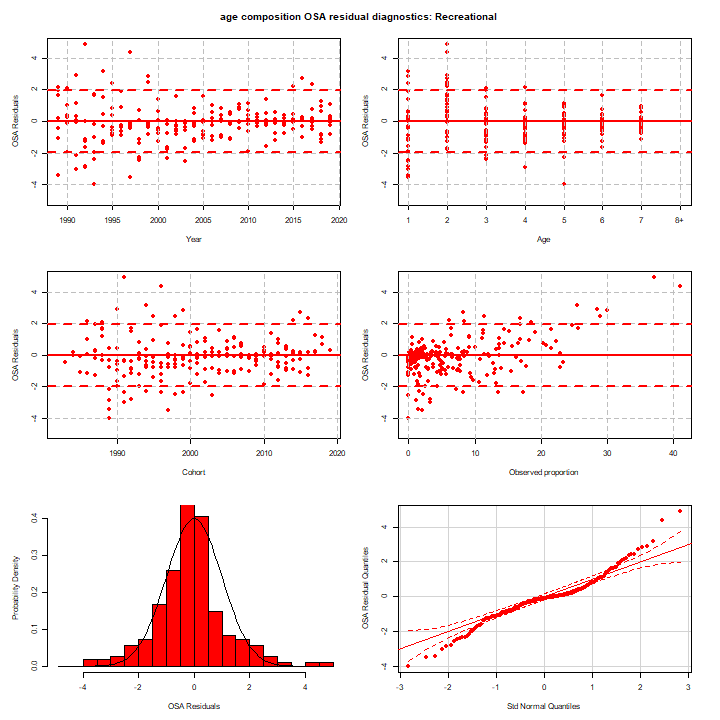 age composition OSA residual diagnostics: Recreational
OSA Residuals
4
2
0
-2
-4
1990 1995 2000 2005 2010 2015 2020
Year
OSA Residuals
4
2
0
-2
-4
1 2 3 4 5 6 7 8+
Age
OSA Residuals
4
2
0
-2
-4
1990 2000 2010 2020
Cohort
OSA Residuals
4
2
0
-2
-4
0 10 20 30 40
Observed proportion
Probability Density
0.4
0.3
0.2
0.1
0.0
-4 -2 0 2 4
OSA Residuals
OSA Residual Quantiles
4
2
0
-2
-4
-3 -2 -1 0 1 2 3
Std Normal Quantiles